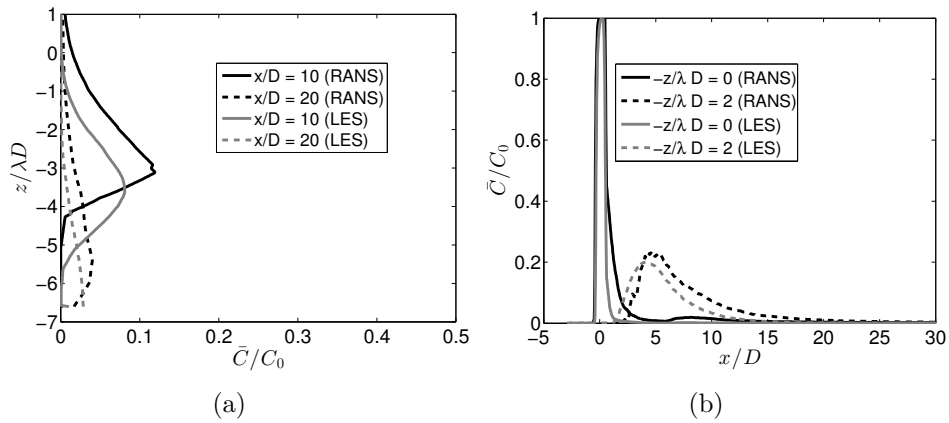 1
0
−1
−2
−3
−4
−5
−6
−7
z/λD
0 0.1 0.2 0.3 0.4 0.5
C̄/C₀
x/D = 10 (RANS)
x/D = 20 (RANS)
x/D = 10 (LES)
x/D = 20 (LES)
(a)
1
0.8
0.6
0.4
0.2
0
C̄/C₀
−5 0 5 10 15 20 25 30
x/D
−z/λ D = 0 (RANS)
−z/λ D = 2 (RANS)
−z/λ D = 0 (LES)
−z/λ D = 2 (LES)
(b)